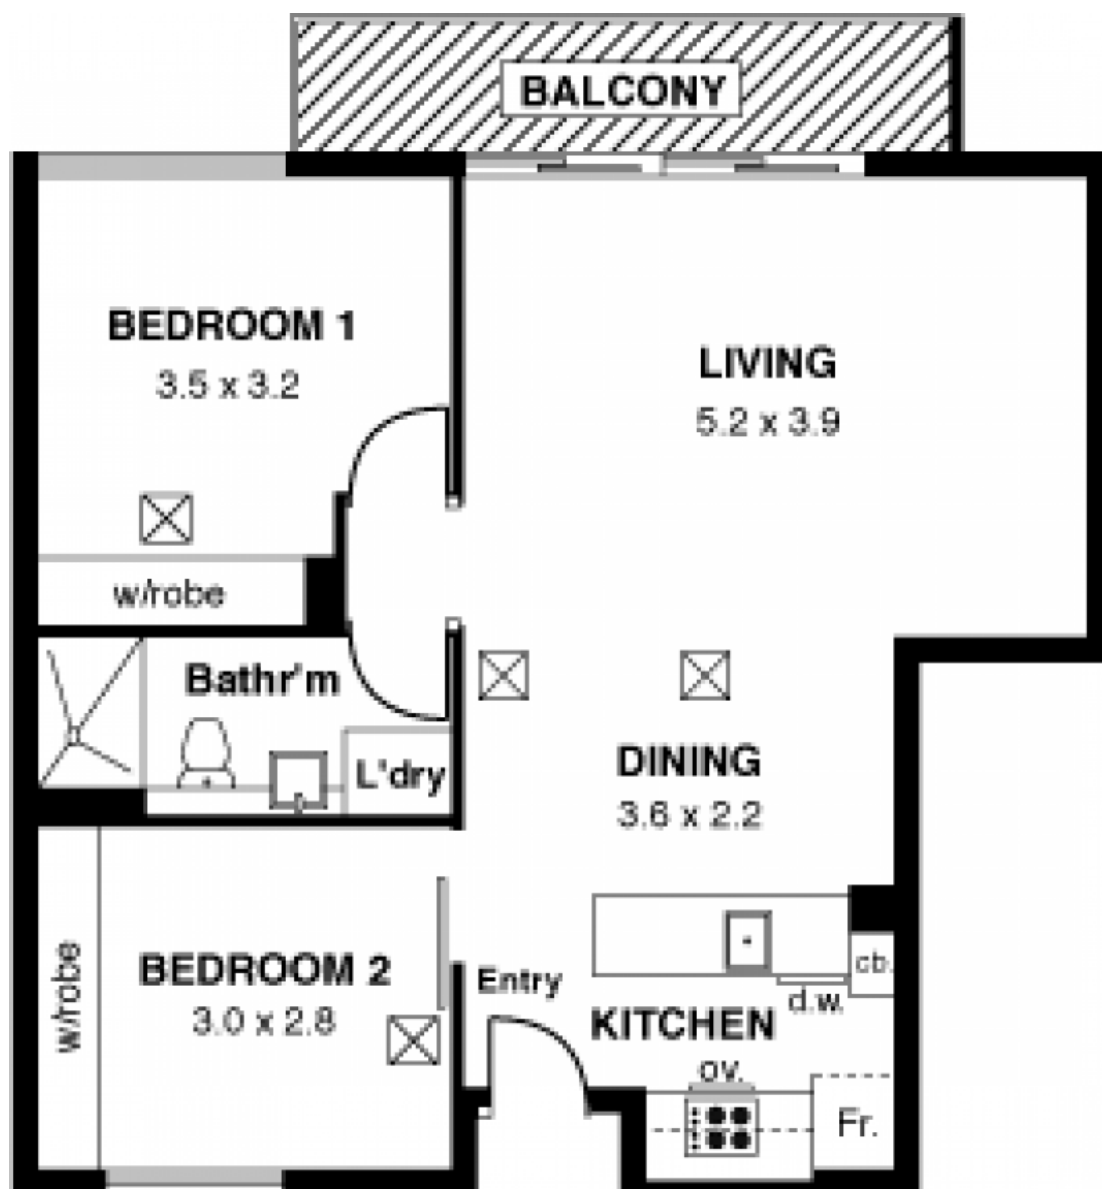 BALCONY
BEDROOM 1
3.5 x 3.2
LIVING
5.2 x 3.9
w/robe
Bathr'm
L'dry
DINING
3.6 x 2.2
w/robe
BEDROOM 2
3.0 x 2.8
Entry
cb.
d.w.
KITCHEN
ov.
Fr.